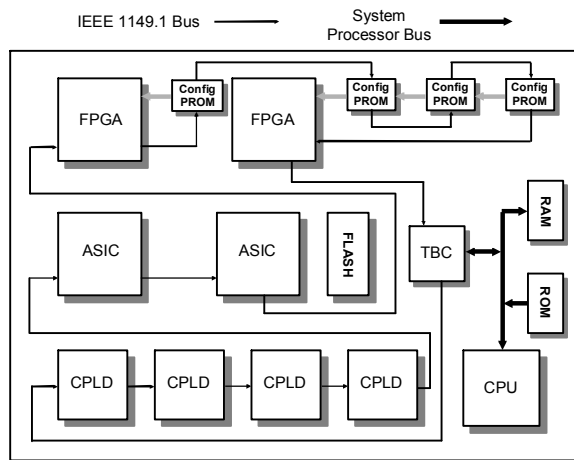 IEEE 1149.1 Bus
System
Processor Bus
Config
PROM
Config
PROM
Config
PROM
Config
PROM
FPGA
FPGA
RAM
ASIC
ASIC
FLASH
TBC
ROM
CPLD
CPLD
CPLD
CPLD
CPU